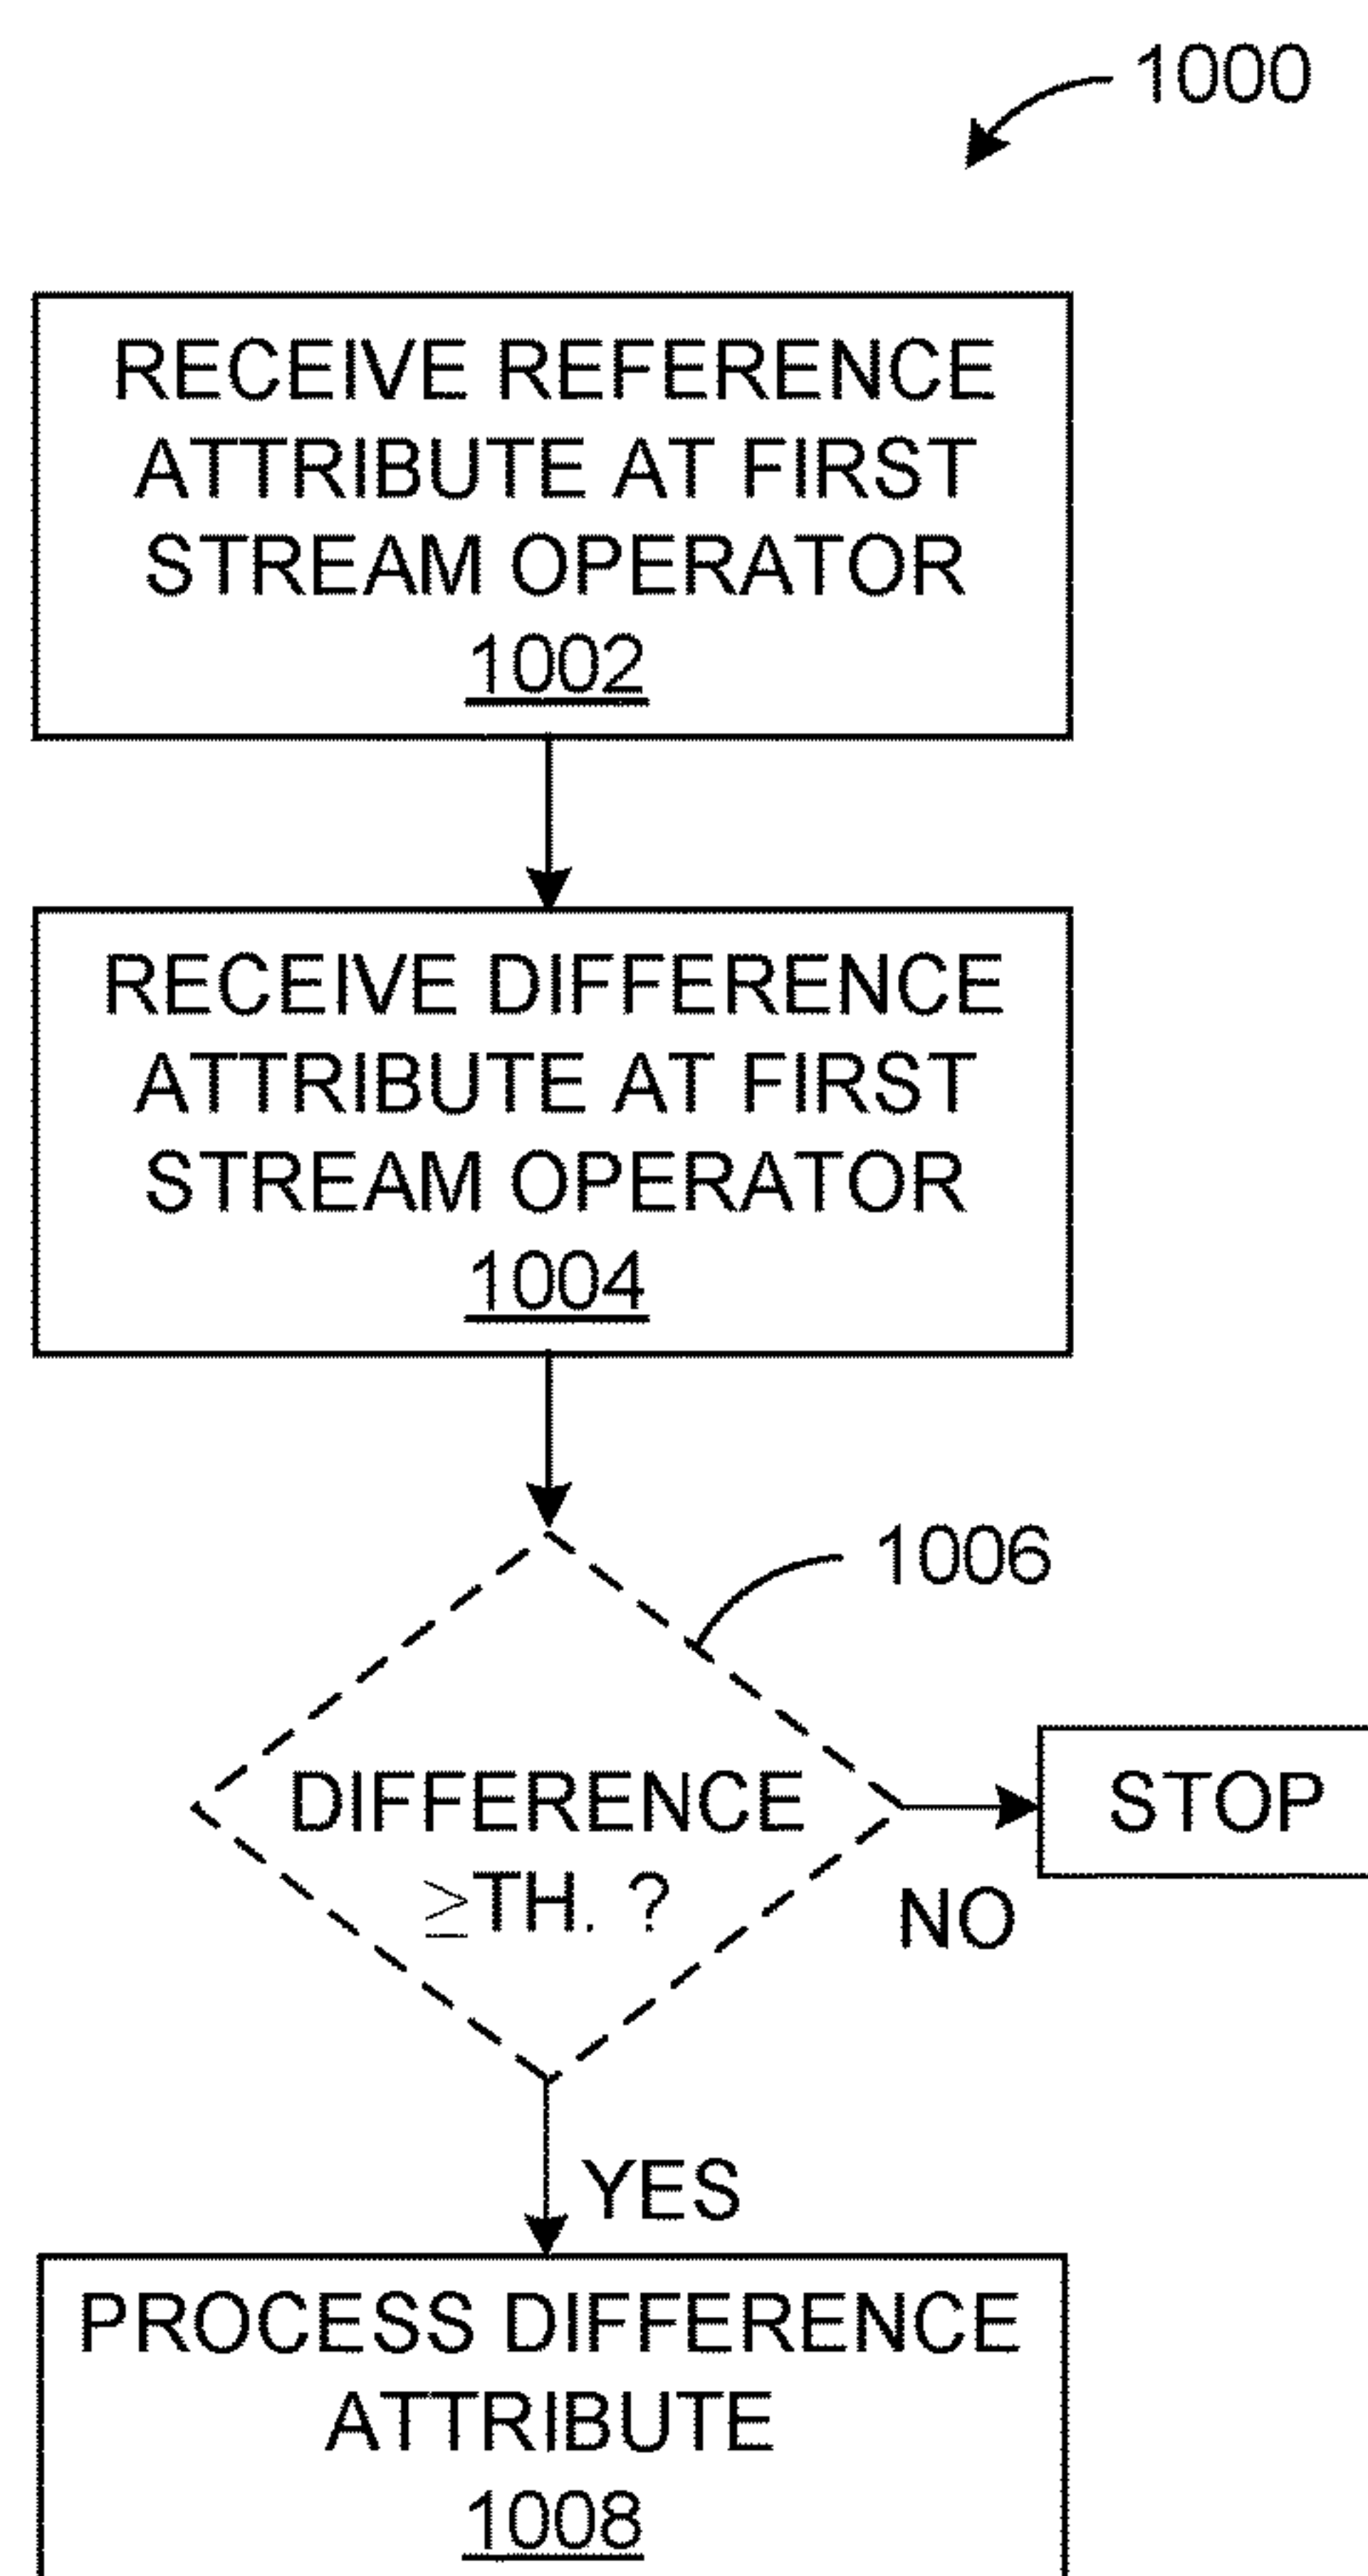 1000
RECEIVE REFERENCE
ATTRIBUTE AT FIRST
STREAM OPERATOR
1002
RECEIVE DIFFERENCE
ATTRIBUTE AT FIRST
STREAM OPERATOR
1004
1006
DIFFERENCE
≥TH. ?
STOP
NO
YES
PROCESS DIFFERENCE
ATTRIBUTE
1008